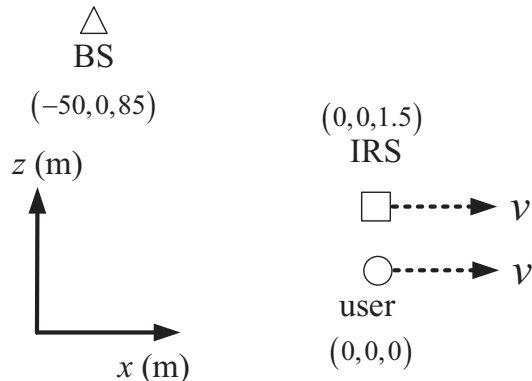 BS
(−50,0,85)
(0,0,1.5)
IRS
z (m)
v
v
user
x (m)
(0,0,0)